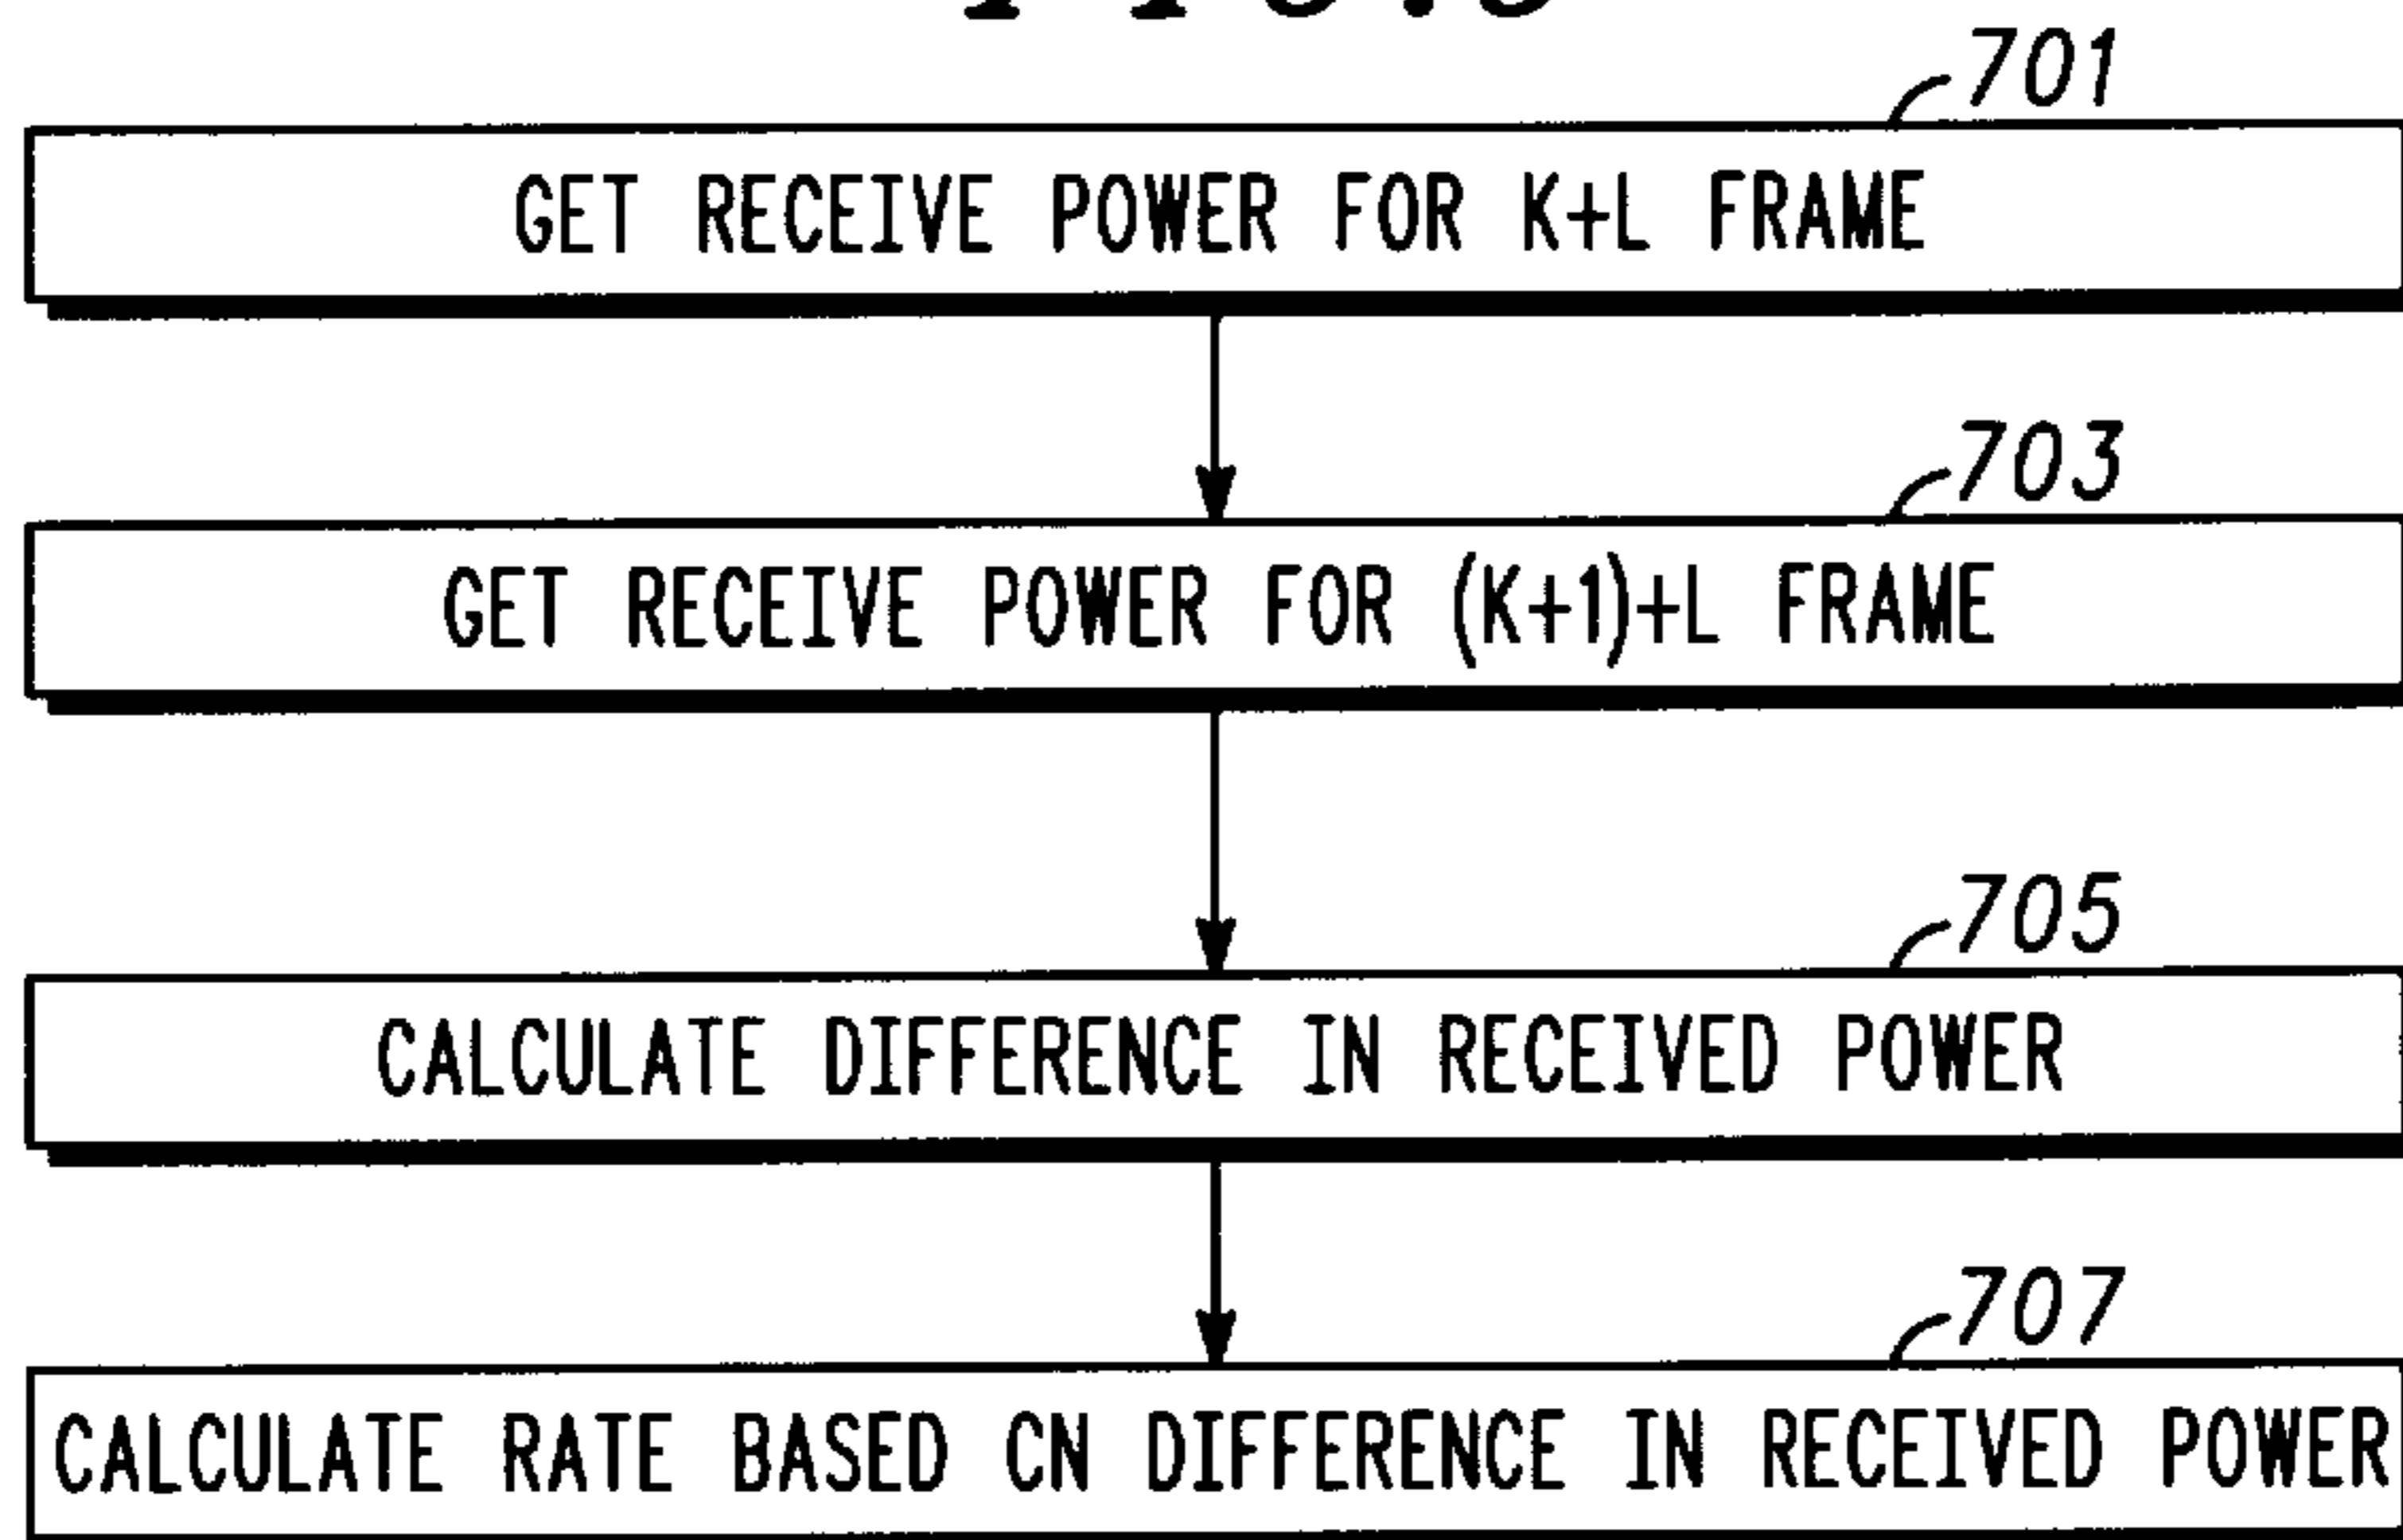 701
GET RECEIVE POWER FOR K+L FRAME
703
GET RECEIVE POWER FOR (K+1)+L FRAME
705
CALCULATE DIFFERENCE IN RECEIVED POWER
707
CALCULATE RATE BASED CN DIFFERENCE IN RECEIVED POWER